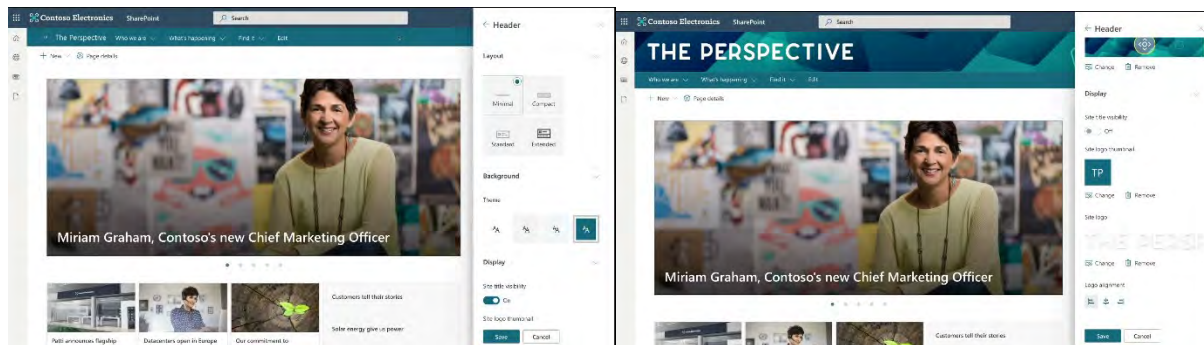 Contoso Electronics SharePoint Search
The Perspective Who we are What's happening Find it Edit
+ New Page details
Miriam Graham, Contoso's new Chief Marketing Officer
Customers tell their stories
Solar energy give us power
Patti announces flagship
Datacenters open in Europe
Our commitment to
Header
Layout
Minimal Compact
Standard Extended
Background
Theme
Display
Site title visibility
On
Site logo thumbnail
Save Cancel
Contoso Electronics SharePoint Search
THE PERSPECTIVE
Who we are What's happening Find it Edit
+ New Page details
Miriam Graham, Contoso's new Chief Marketing Officer
Customers tell their stories
Header
Change Remove
Display
Site title visibility
Off
Site logo thumbnail
TP
Change Remove
Site logo
THE PERSP
Change Remove
Logo alignment
Save Cancel